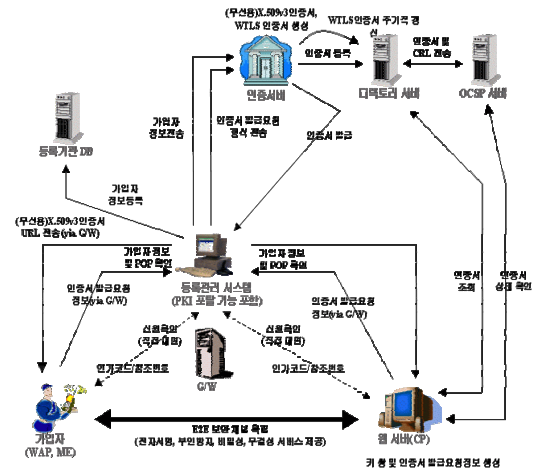 (무선용)X.509v3인증서,
WTLS 인증서 생성
WTLS인증서 주기적 갱
신
인증서 등록
인증서 및
CRL 전송
인증서버
디렉토리 서버
OCSP 서버
등록기관 DB
가입자
정보전송
인증서 발급요청
형식 전송
인증서 발급
가입자
정보등록
(무선용)X.509v3인증서
URL 전송(via G/W)
가입자 정보
및 POP 확인
가입자 정보
및 POP 확인
등록관리 시스템
(PKI 포탈 기능 포함)
인증서 발급요청
정보(via G/W)
인증서 발급요청
정보(via G/W)
인증서
조회
인증서
상태 확인
신원확인
(직접 대면)
신원확인
(직접 대면)
인가코드/참조번호
G/W
인가코드/참조번호
가입자
(WAP, ME)
E2E 보안 채널 확립
(전자서명, 부인방지, 비밀성, 무결성 서비스 제공)
웹 서버(CP)
키 쌍 및 인증서 발급요청정보 생성